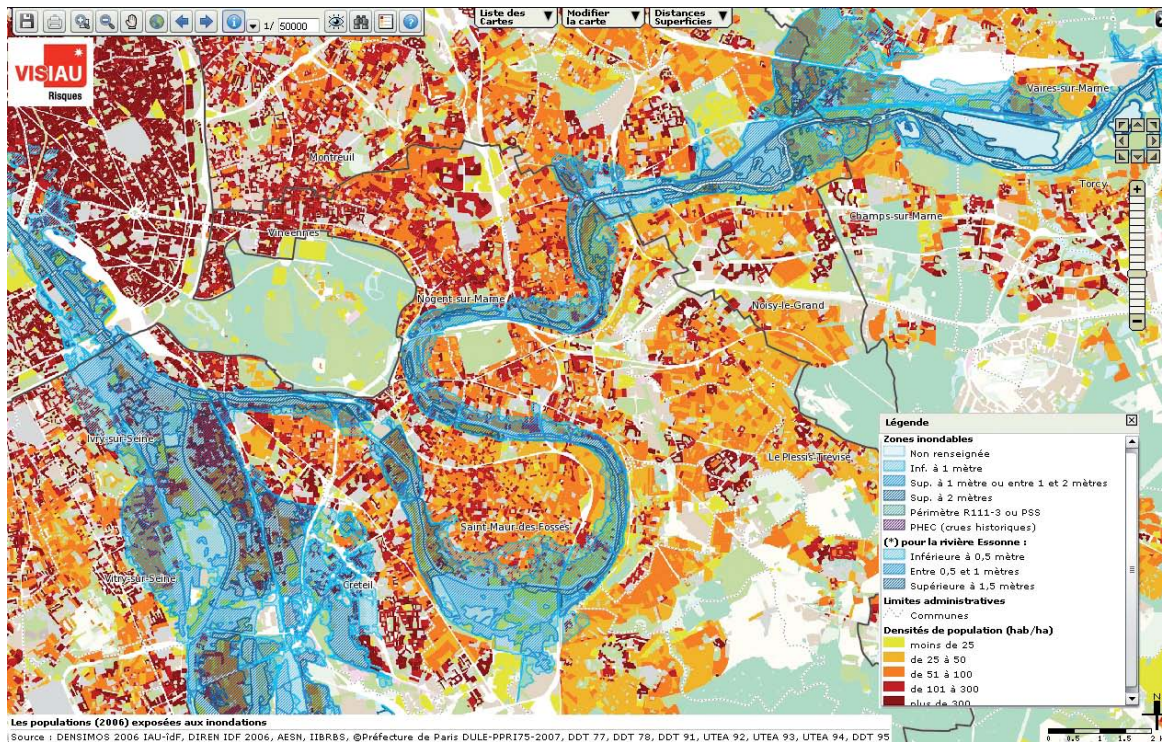 1/ 50000
Liste des
Cartes
Modifier
la carte
Distances
Superficies
VISIAU
Risques
Vaires-sur-Marne
Montreuil
Torcy
Champs-sur-Marne
Vincennes
Nogent-sur-Marne
Noisy-le-Grand
Ivry-sur-Seine
Le Plessis-Trévise
Saint-Maur-des-Fossés
Vitry-sur-Seine
Créteil
Légende
Zones inondables
Non renseignée
Inf. à 1 mètre
Sup. à 1 mètre ou entre 1 et 2 mètres
Sup. à 2 mètres
Périmètre R111-3 ou PSS
PHEC (crues historiques)
(*) pour la rivière Essonne :
Inférieure à 0,5 mètre
Entre 0,5 et 1 mètres
Supérieure à 1,5 mètres
Limites administratives
Communes
Densités de population (hab/ha)
moins de 25
de 25 à 50
de 51 à 100
de 101 à 300
plus de 300
Les populations (2006) exposées aux inondations
Source : DENSIMOS 2006 IAU-îdF, DIREN IDF 2006, AESN, IIBRBS, ©Préfecture de Paris DULE-PPRI75-2007, DDT 77, DDT 78, DDT 91, UTEA 92, UTEA 93, UTEA 94, DDT 95
0 0.5 1 1.5 2